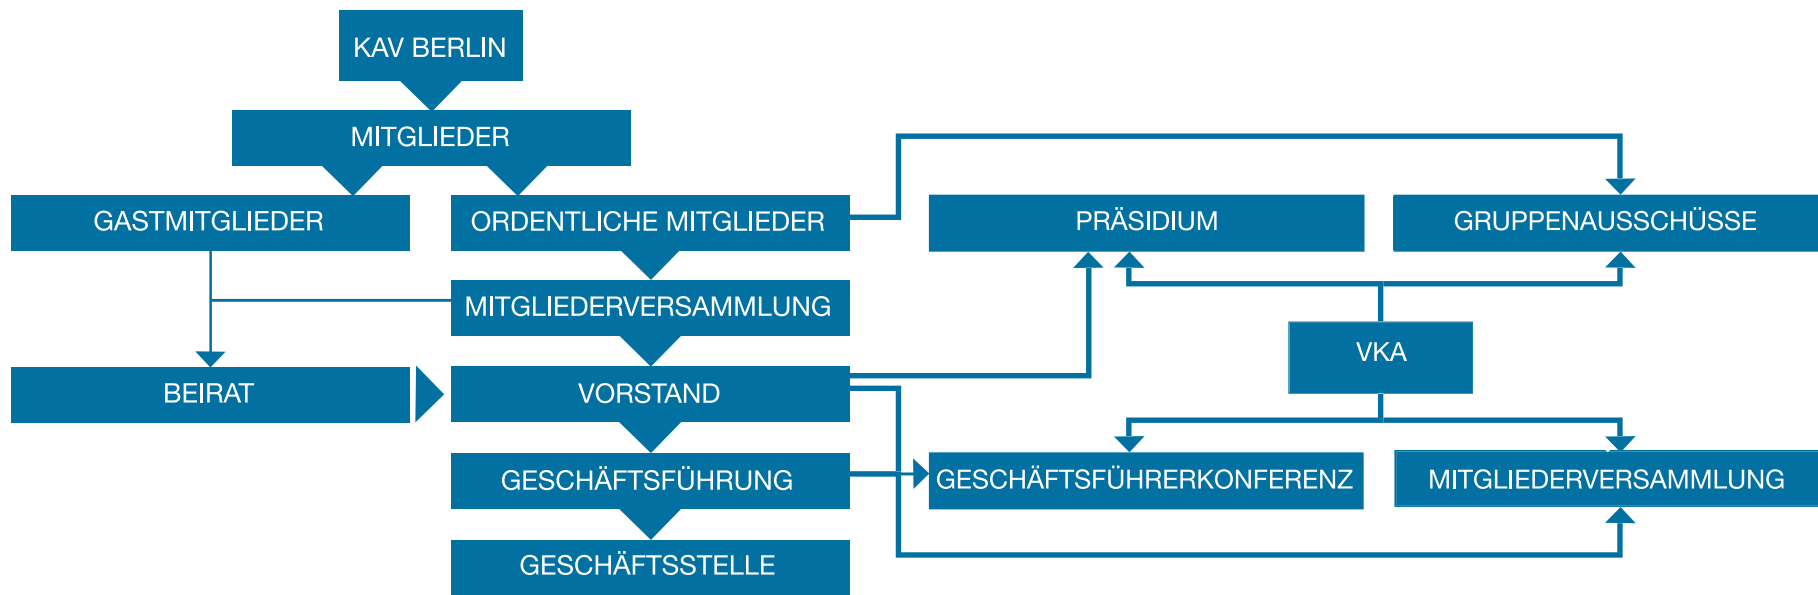 KAV BERLIN
MITGLIEDER
GASTMITGLIEDER
ORDENTLICHE MITGLIEDER
PRÄSIDIUM
GRUPPENAUSSCHÜSSE
MITGLIEDERVERSAMMLUNG
VKA
BEIRAT
VORSTAND
GESCHÄFTSFÜHRUNG
GESCHÄFTSFÜHRERKONFERENZ
MITGLIEDERVERSAMMLUNG
GESCHÄFTSSTELLE